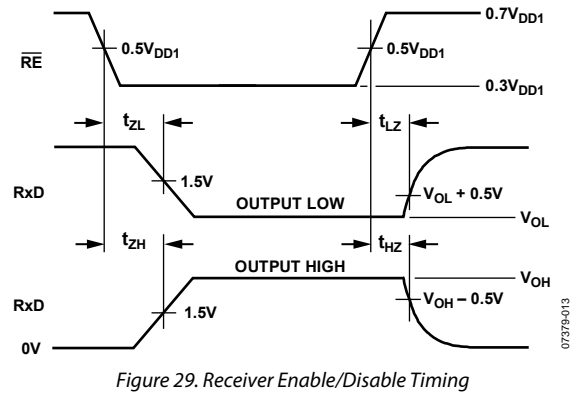 0.7VDD1
RE
0.5VDD1
0.5VDD1
0.3VDD1
tZL
tLZ
RxD
1.5V
OUTPUT LOW
VOL + 0.5V
VOL
tZH
tHZ
OUTPUT HIGH
VOH
RxD
1.5V
VOH – 0.5V
0V
07379-013
Figure 29. Receiver Enable/Disable Timing